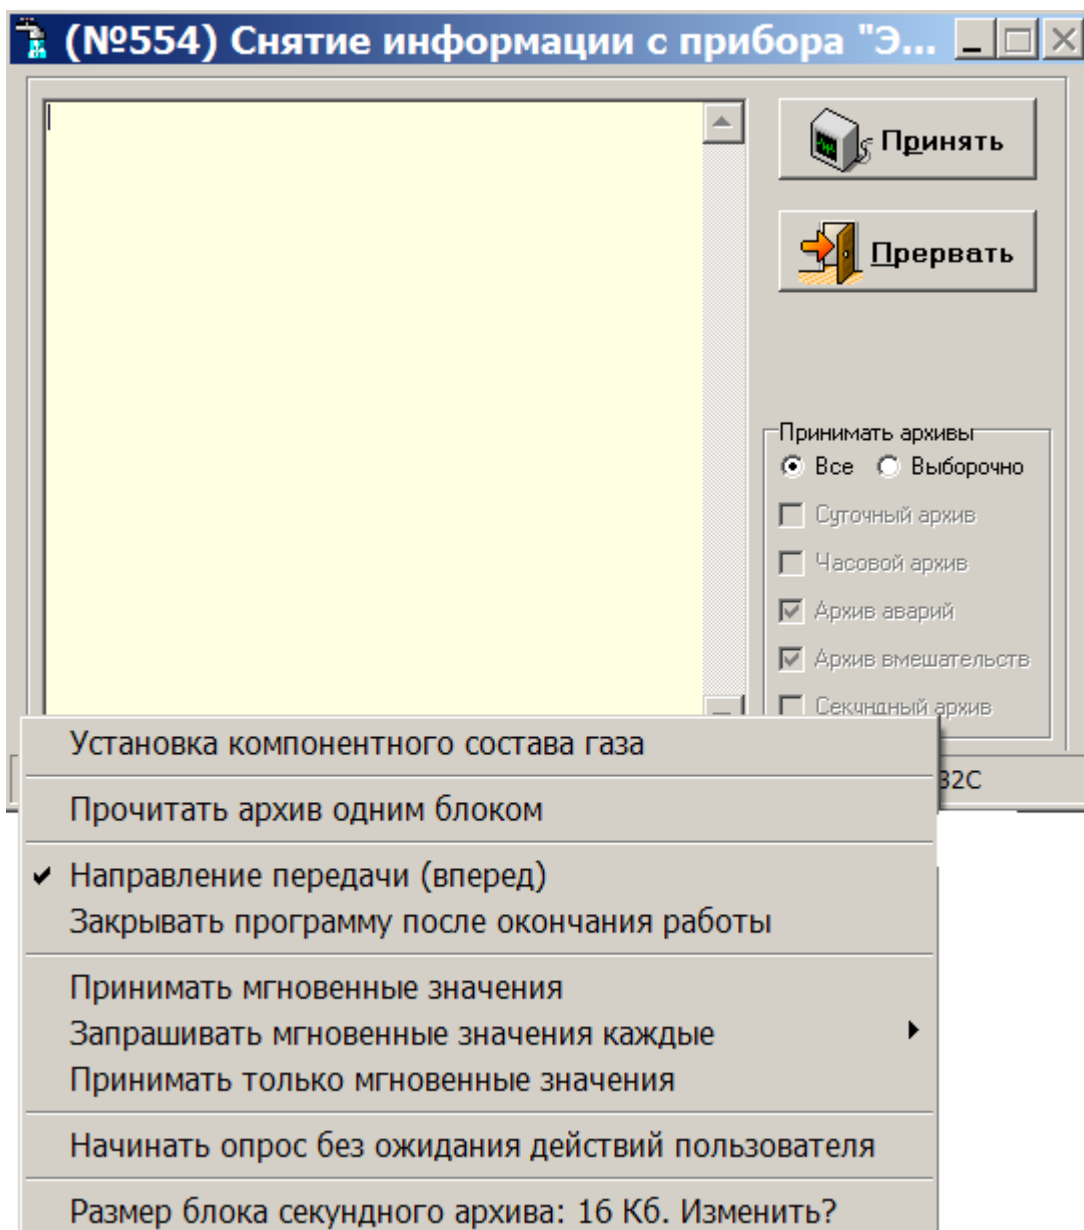 (№554) Снятие информации с прибора "Э...
Принять
Прервать
Принимать архивы
Все Выборочно
Суточный архив
Часовой архив
Архив аварий
Архив вмешательств
Секундный архив
32C
Установка компонентного состава газа
Прочитать архив одним блоком
Направление передачи (вперед)
Закрывать программу после окончания работы
Принимать мгновенные значения
Запрашивать мгновенные значения каждые
Принимать только мгновенные значения
Начинать опрос без ожидания действий пользователя
Размер блока секундного архива: 16 Кб. Изменить?